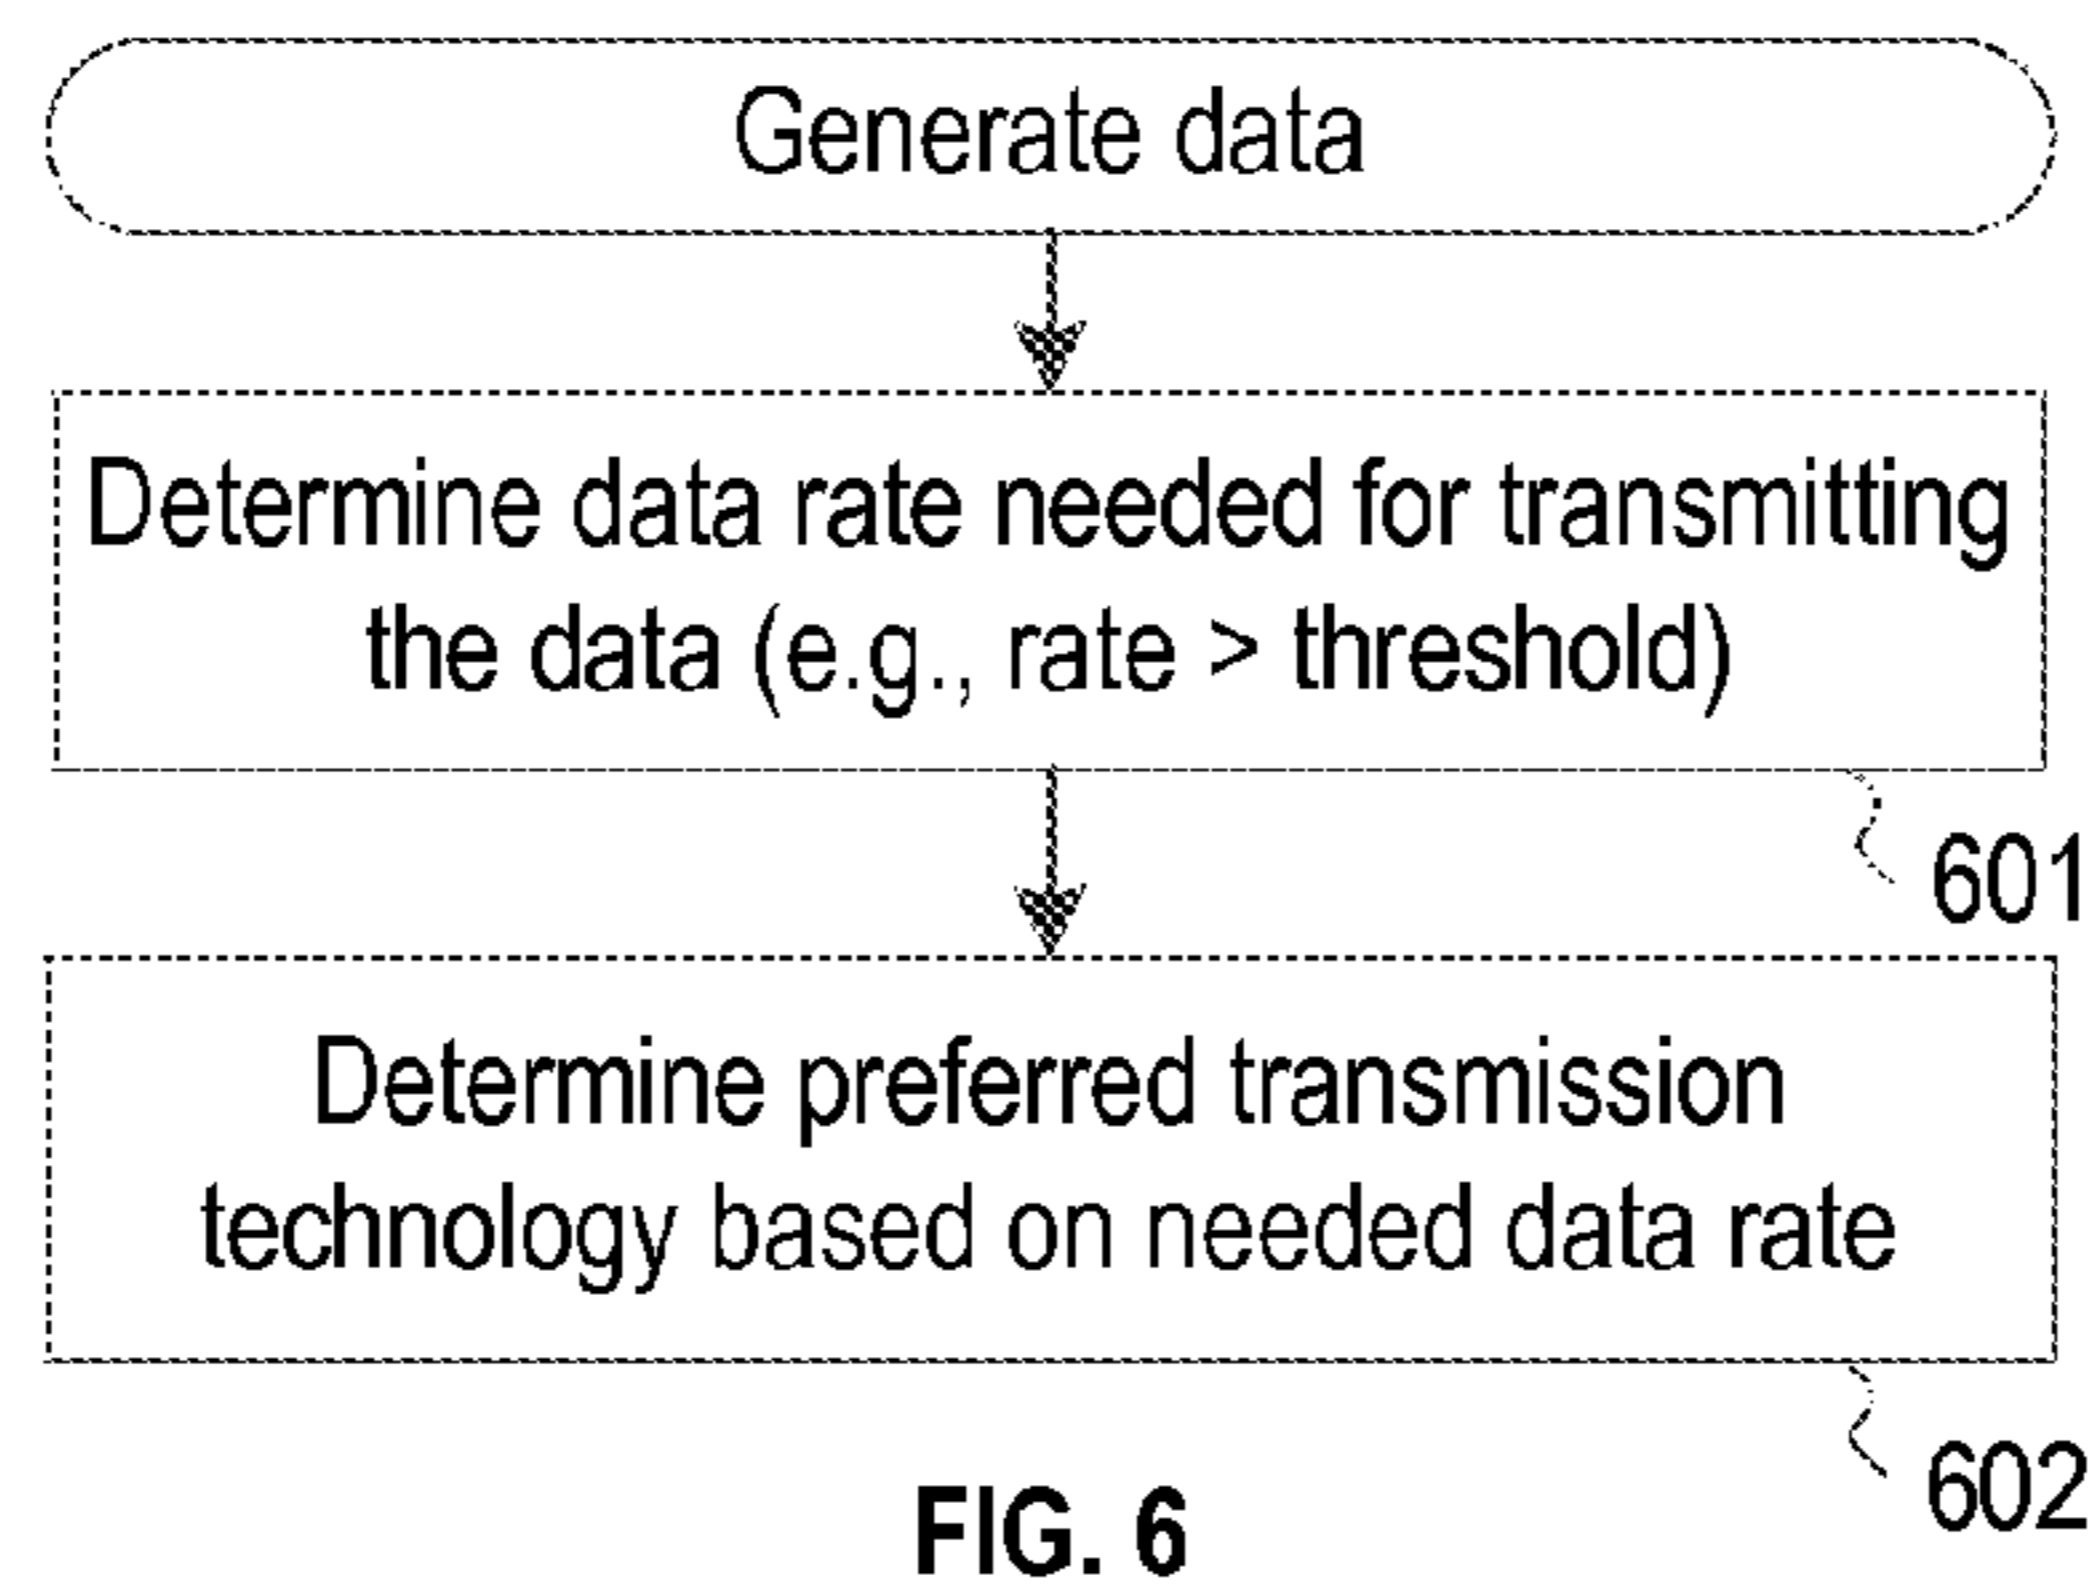 Generate data
Determine data rate needed for transmitting
the data (e.g., rate > threshold)
601
Determine preferred transmission
technology based on needed data rate
602
FIG. 6